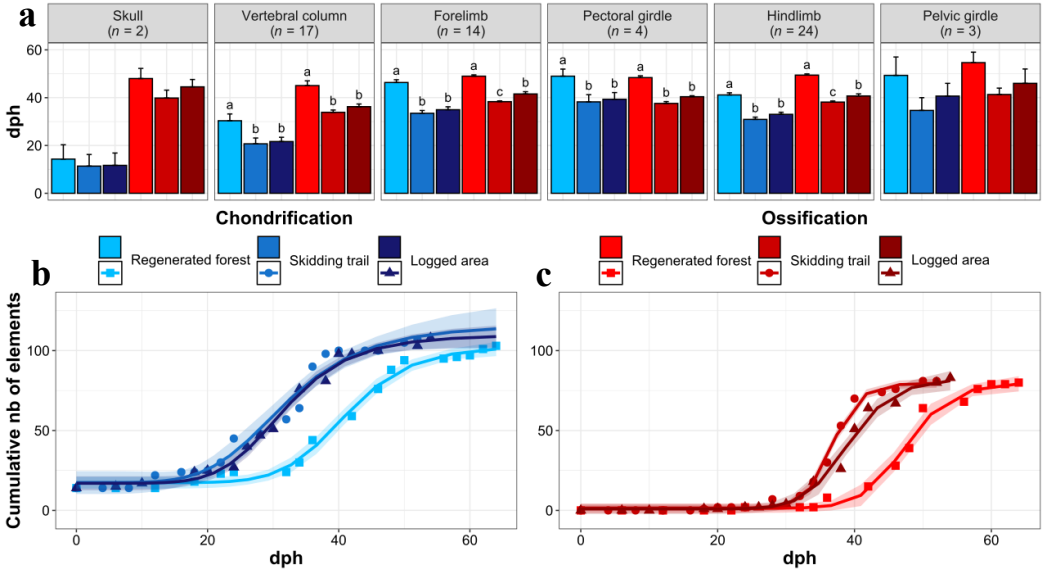 a
Skull
(n = 2)
Vertebral column
(n = 17)
Forelimb
(n = 14)
Pectoral girdle
(n = 4)
Hindlimb
(n = 24)
Pelvic girdle
(n = 3)
dph
60
40
20
0
a b b a b b
a b b a c b
a b b a b b
a b b a c b
Chondrification
Ossification
Regenerated forest Skidding trail Logged area
Regenerated forest Skidding trail Logged area
b
Cumulative nb of elements
100
50
0
0 20 40 60
dph
c
100
50
0
0 20 40 60
dph